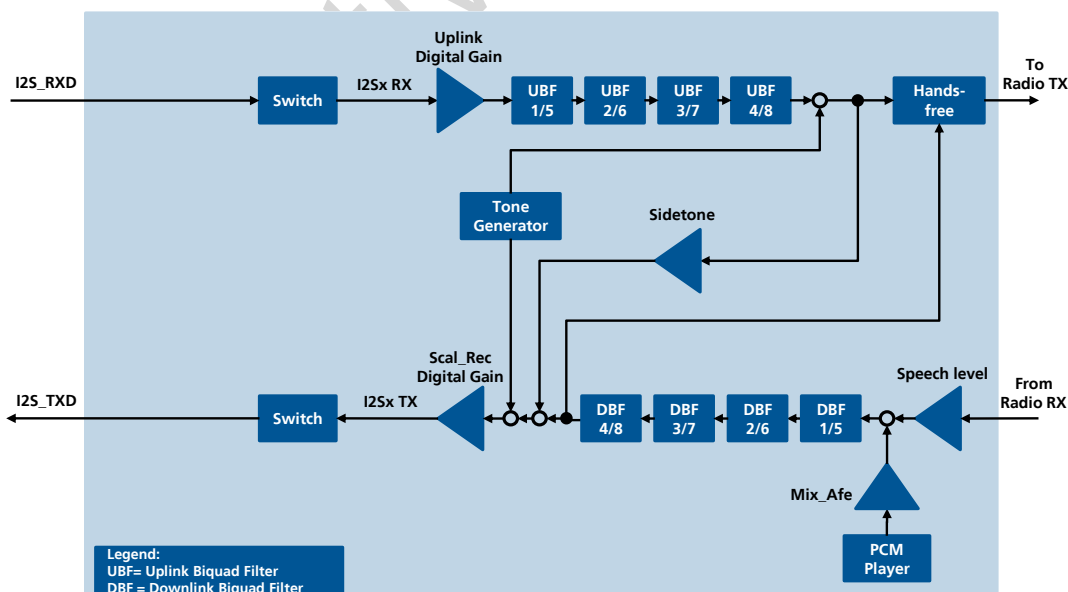 Uplink
Digital Gain
I2S_RXD
Switch
I2Sx RX
UBF
1/5
UBF
2/6
UBF
3/7
UBF
4/8
Hands-
free
To
Radio TX
Tone
Generator
Sidetone
Scal_Rec
Digital Gain
I2S_TXD
Switch
I2Sx TX
DBF
4/8
DBF
3/7
DBF
2/6
DBF
1/5
Speech level
From
Radio RX
Mix_Afe
PCM
Player
Legend:
UBF= Uplink Biquad Filter
DBF = Downlink Biquad Filter